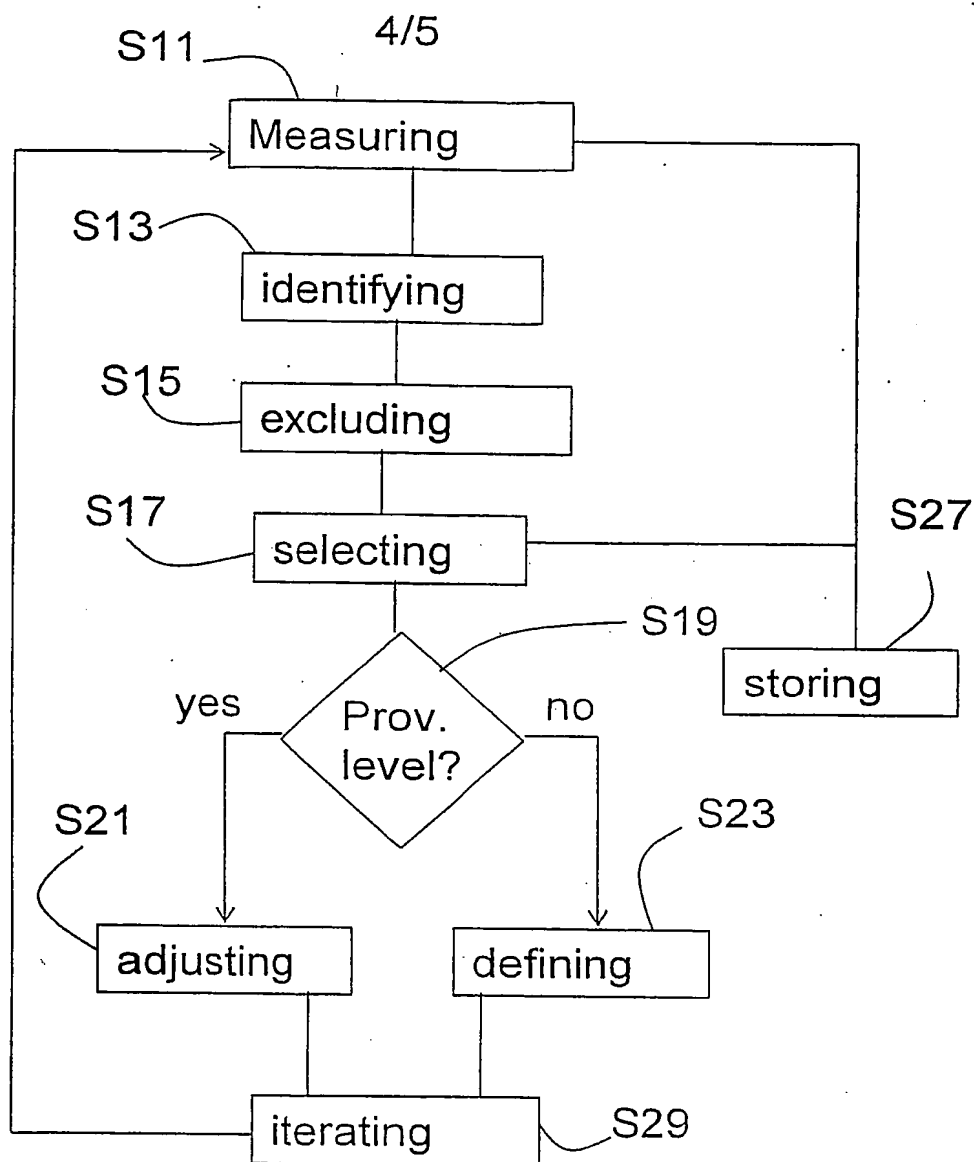 4/5
S11
Measuring
S13
identifying
S15
excluding
S17
selecting
S27
storing
S19
yes
Prov.
level?
no
S21
S23
adjusting
defining
iterating
S29